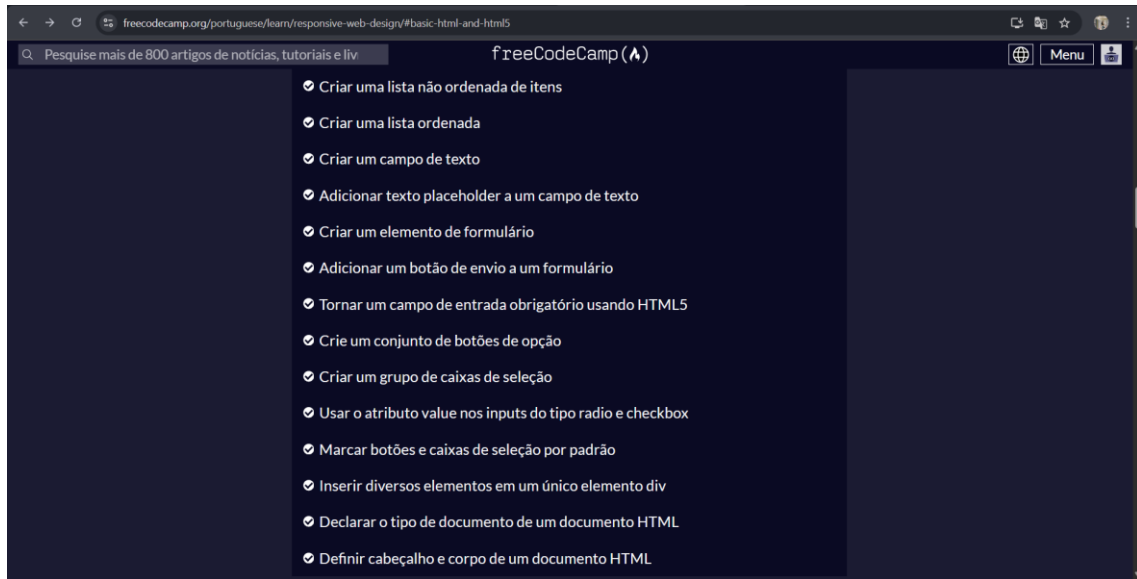 freecodecamp.org/portuguese/learn/responsive-web-design/#basic-html-and-html5
Pesquise mais de 800 artigos de notícias, tutoriais e liv
freeCodeCamp(🔥)
Menu
Criar uma lista não ordenada de itens
Criar uma lista ordenada
Criar um campo de texto
Adicionar texto placeholder a um campo de texto
Criar um elemento de formulário
Adicionar um botão de envio a um formulário
Tornar um campo de entrada obrigatório usando HTML5
Crie um conjunto de botões de opção
Criar um grupo de caixas de seleção
Usar o atributo value nos inputs do tipo radio e checkbox
Marcar botões e caixas de seleção por padrão
Inserir diversos elementos em um único elemento div
Declarar o tipo de documento de um documento HTML
Definir cabeçalho e corpo de um documento HTML